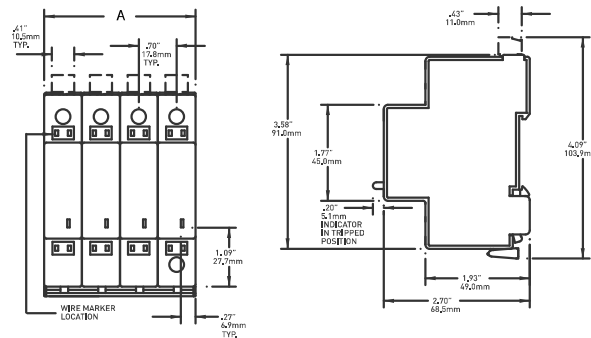 A
.41"
10.5mm
TYP.
.70"
17.8mm
TYP.
1.09"
27.7mm
WIRE MARKER
LOCATION
.27"
6.9mm
TYP.
.43"
11.0mm
3.58"
91.0mm
1.77"
45.0mm
4.09"
103.9m
.20"
5.1mm
INDICATOR
IN TRIPPED
POSITION
1.93"
49.0mm
2.70"
68.5mm